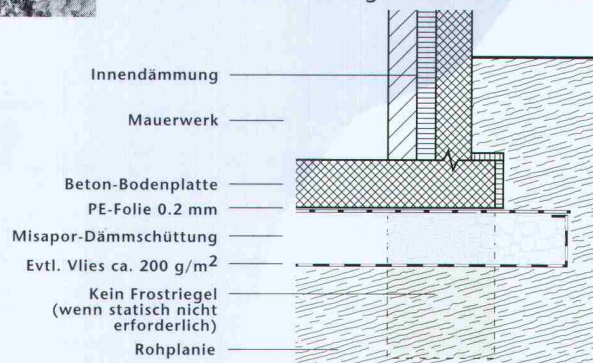 Innendämmung
Mauerwerk
Beton-Bodenplatte
PE-Folie 0.2 mm
Misapor-Dämmschüttung
Evtl. Vlies ca. 200 g/m²
Kein Frostriegel
(wenn statisch nicht
erforderlich)
Rohplanie